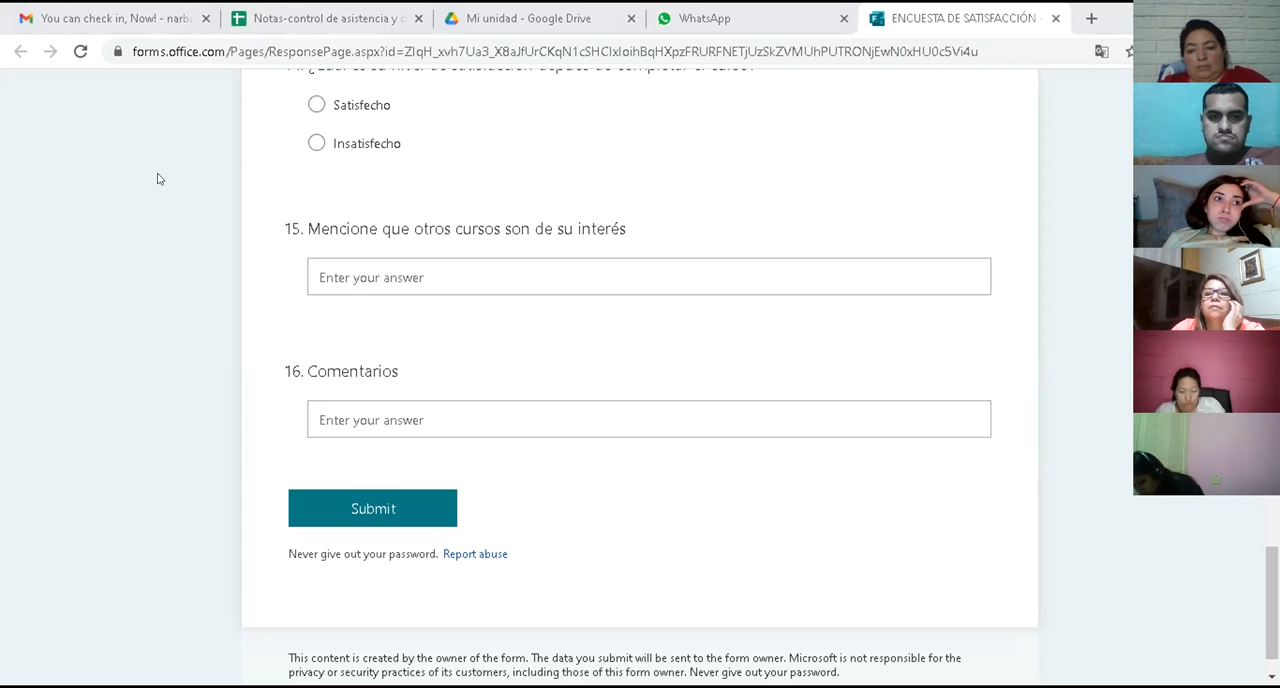 You can check in, Now! - narb
Notas-control de asistencia y c
Mi unidad - Google Drive
WhatsApp
ENCUESTA DE SATISFACCIÓN
forms.office.com/Pages/ResponsePage.aspx?id=
Satisfecho
Insatisfecho
15. Mencione que otros cursos son de su interés
Enter your answer
16. Comentarios
Enter your answer
Submit
Never give out your password. Report abuse
This content is created by the owner of the form. The data you submit will be sent to the form owner. Microsoft is not responsible for the
privacy or security practices of its customers, including those of this form owner. Never give out your password.